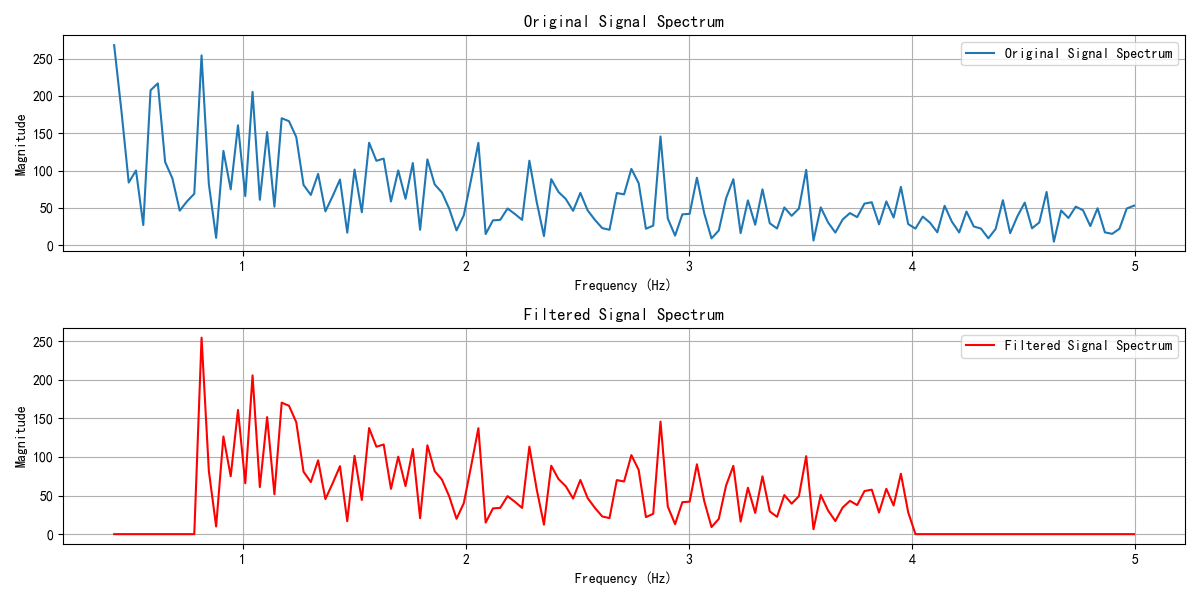 Original Signal Spectrum
250
200
150
100
50
0
Magnitude
Original Signal Spectrum
1 2 3 4 5
Frequency (Hz)
Filtered Signal Spectrum
250
200
150
100
50
0
Magnitude
Filtered Signal Spectrum
1 2 3 4 5
Frequency (Hz)